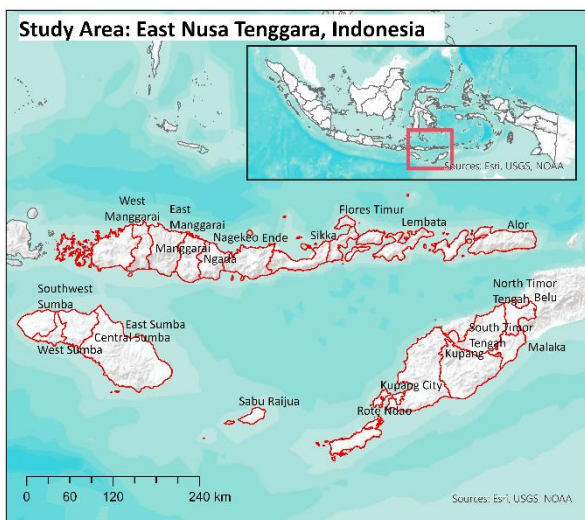 Study Area: East Nusa Tenggara, Indonesia
Sources: Esri, USGS, NOAA
West
Manggarai
East
Manggarai
Manggarai
Nagekeo
Ngada
Ende
Sikka
Flores Timur
Lembata
Alor
Southwest
Sumba
West Sumba
Central Sumba
East Sumba
North Timor
Tengah
Belu
South Timor
Tengah
Kupang
Malaka
Kupang City
Rote Ndao
Sabu Raijua
0 60 120 240 km
Sources: Esri, USGS, NOAA